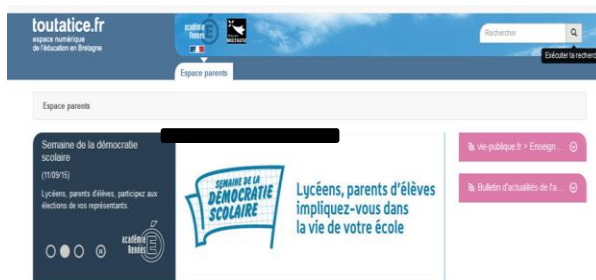 toutatice.fr
espace numérique
de l'éducation en Bretagne
académie
Rennes
BRETAGNE
Rechercher
Exécuter la recherch
Espace parents
Espace parents
Semaine de la démocratie
scolaire
(11/09/15)
Lycéens, parents d'élèves, participez aux
élections de vos représentants.
académie
Rennes
SEMAINE DE LA
DÉMOCRATIE
SCOLAIRE
Lycéens, parents d'élèves
impliquez-vous dans
la vie de votre école
vie-publique.fr > Enseign...
Bulletin d'actualités de l'a...